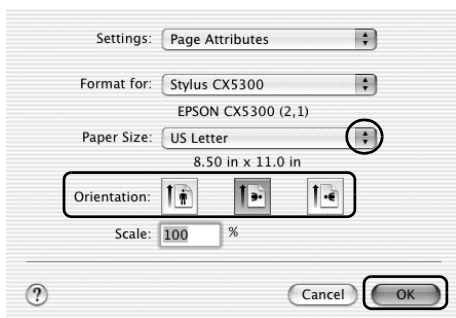 Settings: Page Attributes
Format for: Stylus CX5300
EPSON CX5300 (2,1)
Paper Size: US Letter
8.50 in x 11.0 in
Orientation:
Scale: 100 %
? Cancel OK